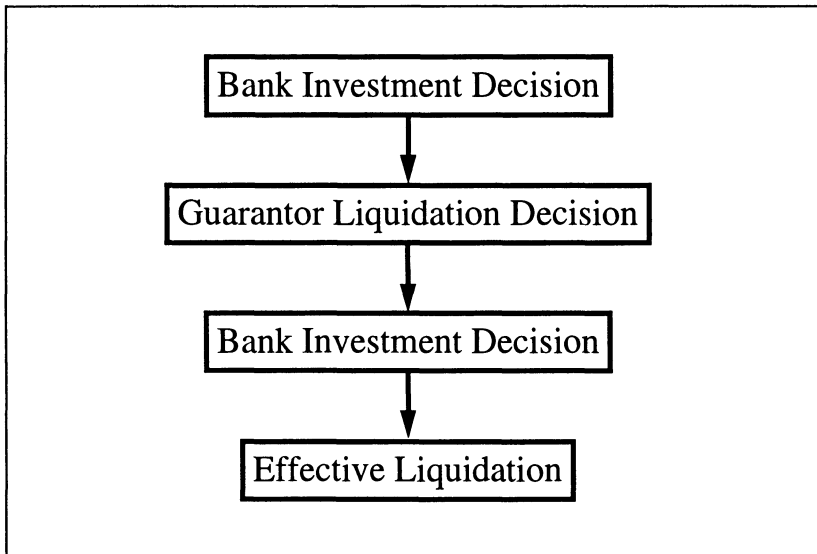 Bank Investment Decision
Guarantor Liquidation Decision
Bank Investment Decision
Effective Liquidation